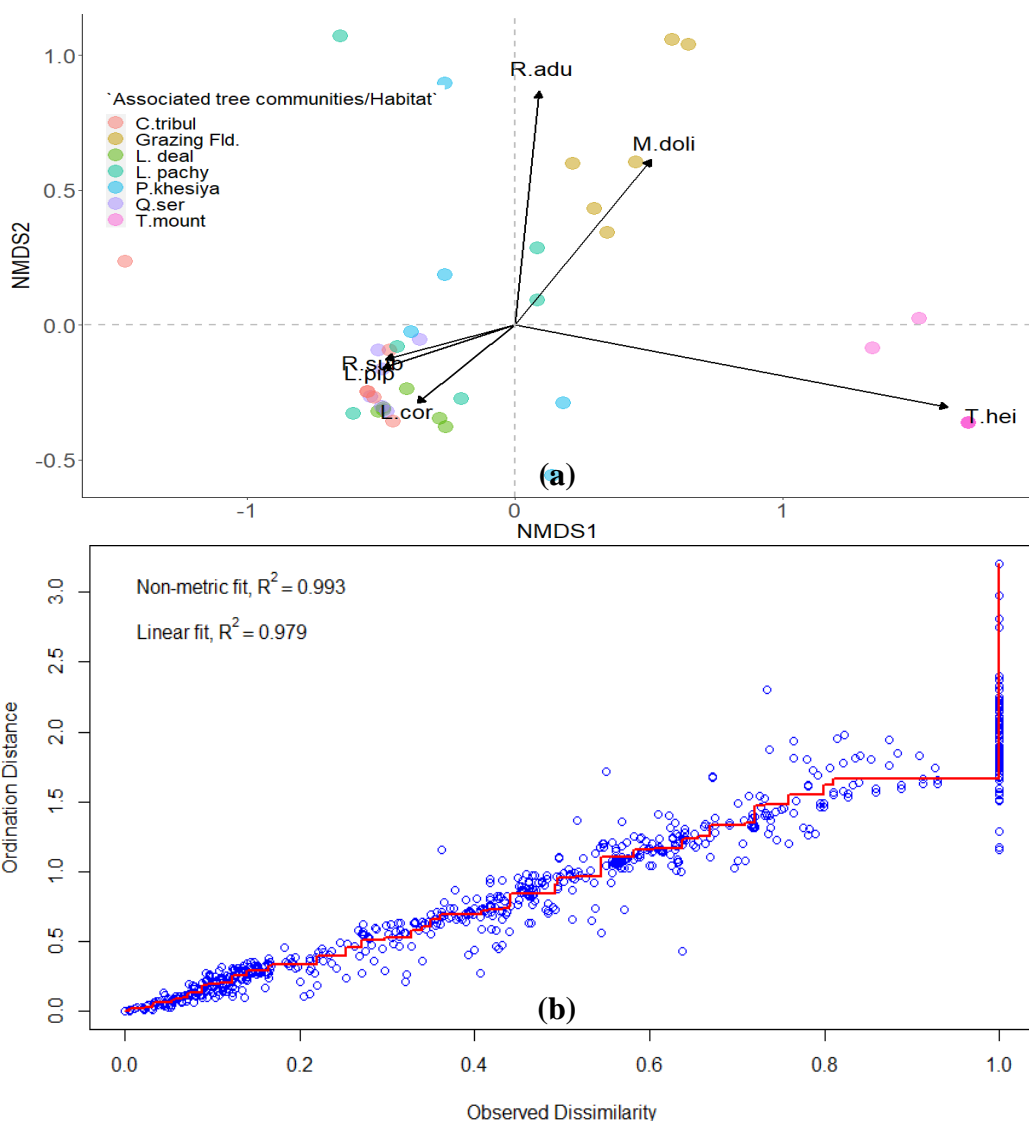 1.0
0.5
0.0
-0.5
NMDS2
`Associated tree communities/Habitat`
C.tribul
Grazing Fld.
L. deal
L. pachy
P.khesiya
Q.ser
T.mount
R.adu
M.doli
R.sub
L.pip
L.cor
T.hei
(a)
-1
0
1
NMDS1
Non-metric fit, R² = 0.993
Linear fit, R² = 0.979
Ordination Distance
3.0
2.5
2.0
1.5
1.0
0.5
0.0
(b)
0.0 0.2 0.4 0.6 0.8 1.0
Observed Dissimilarity